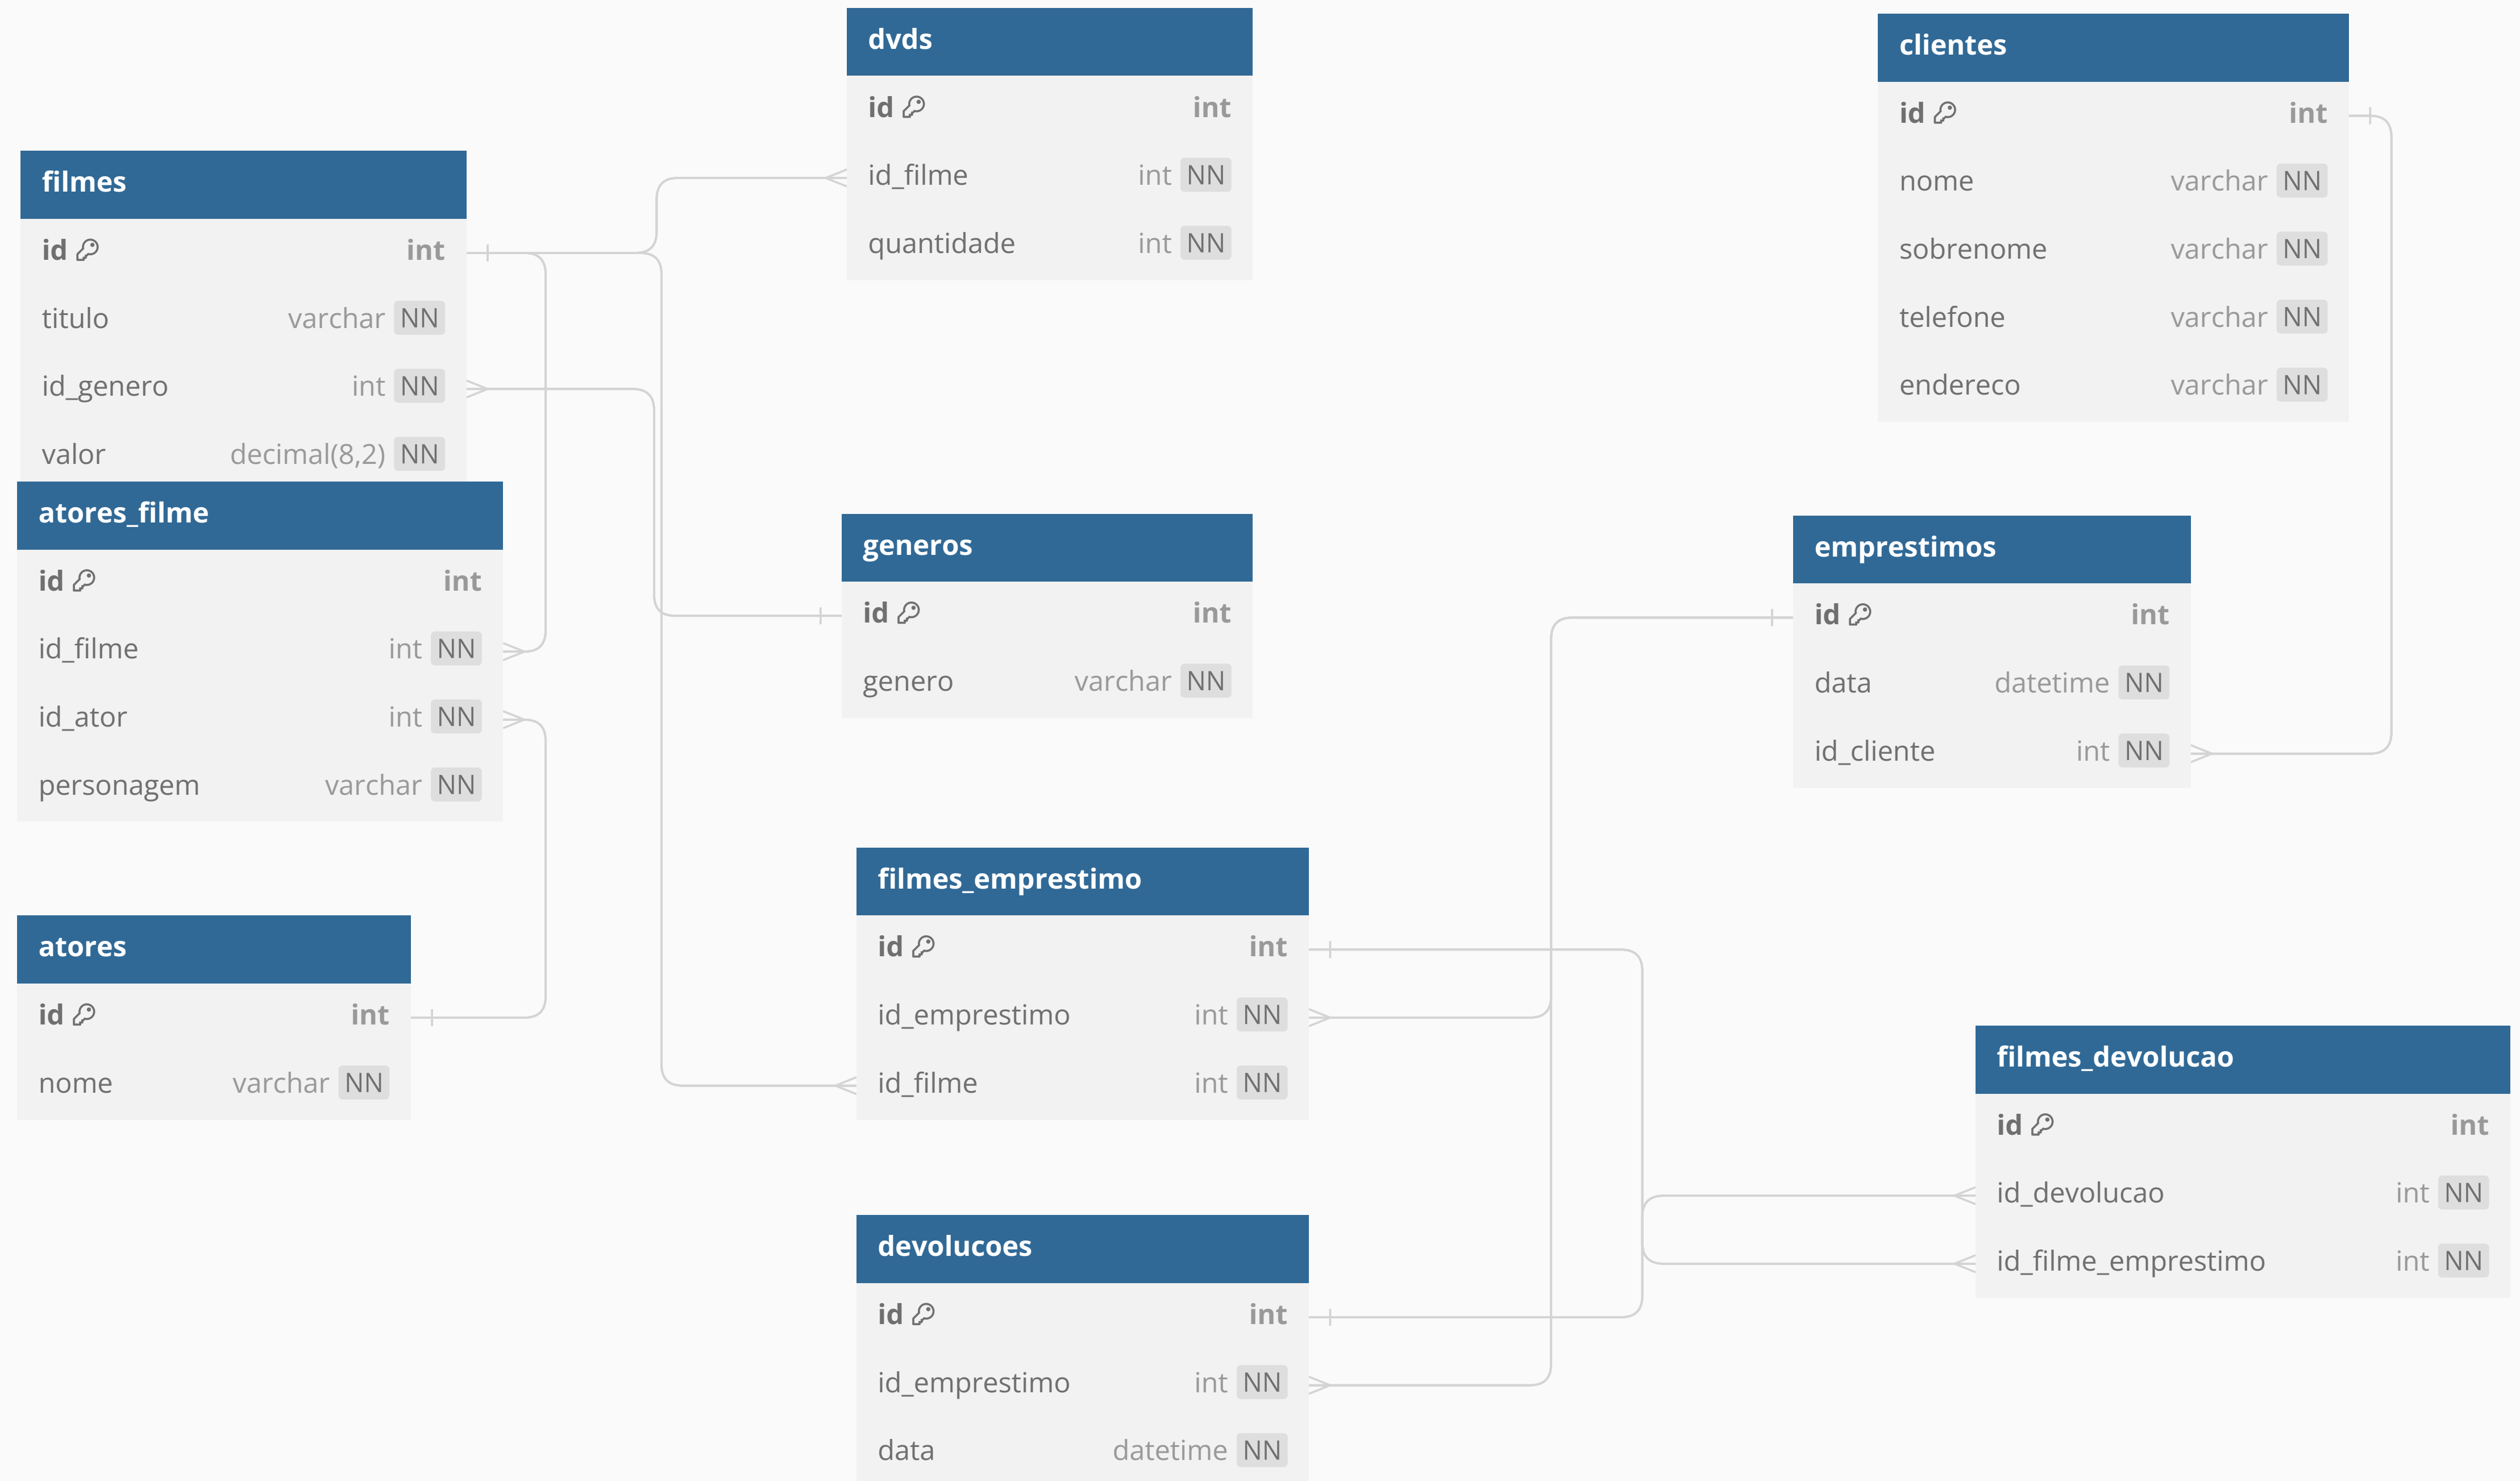 filmes
id int
titulo varchar NN
id_genero int NN
valor decimal(8,2) NN
atores_filme
id int
id_filme int NN
id_ator int NN
personagem varchar NN
atores
id int
nome varchar NN
dvds
id int
id_filme int NN
quantidade int NN
generos
id int
genero varchar NN
filmes_emprestimo
id int
id_emprestimo int NN
id_filme int NN
devolucoes
id int
id_emprestimo int NN
data datetime NN
clientes
id int
nome varchar NN
sobrenome varchar NN
telefone varchar NN
endereco varchar NN
emprestimos
id int
data datetime NN
id_cliente int NN
filmes_devolucao
id int
id_devolucao int NN
id_filme_emprestimo int NN